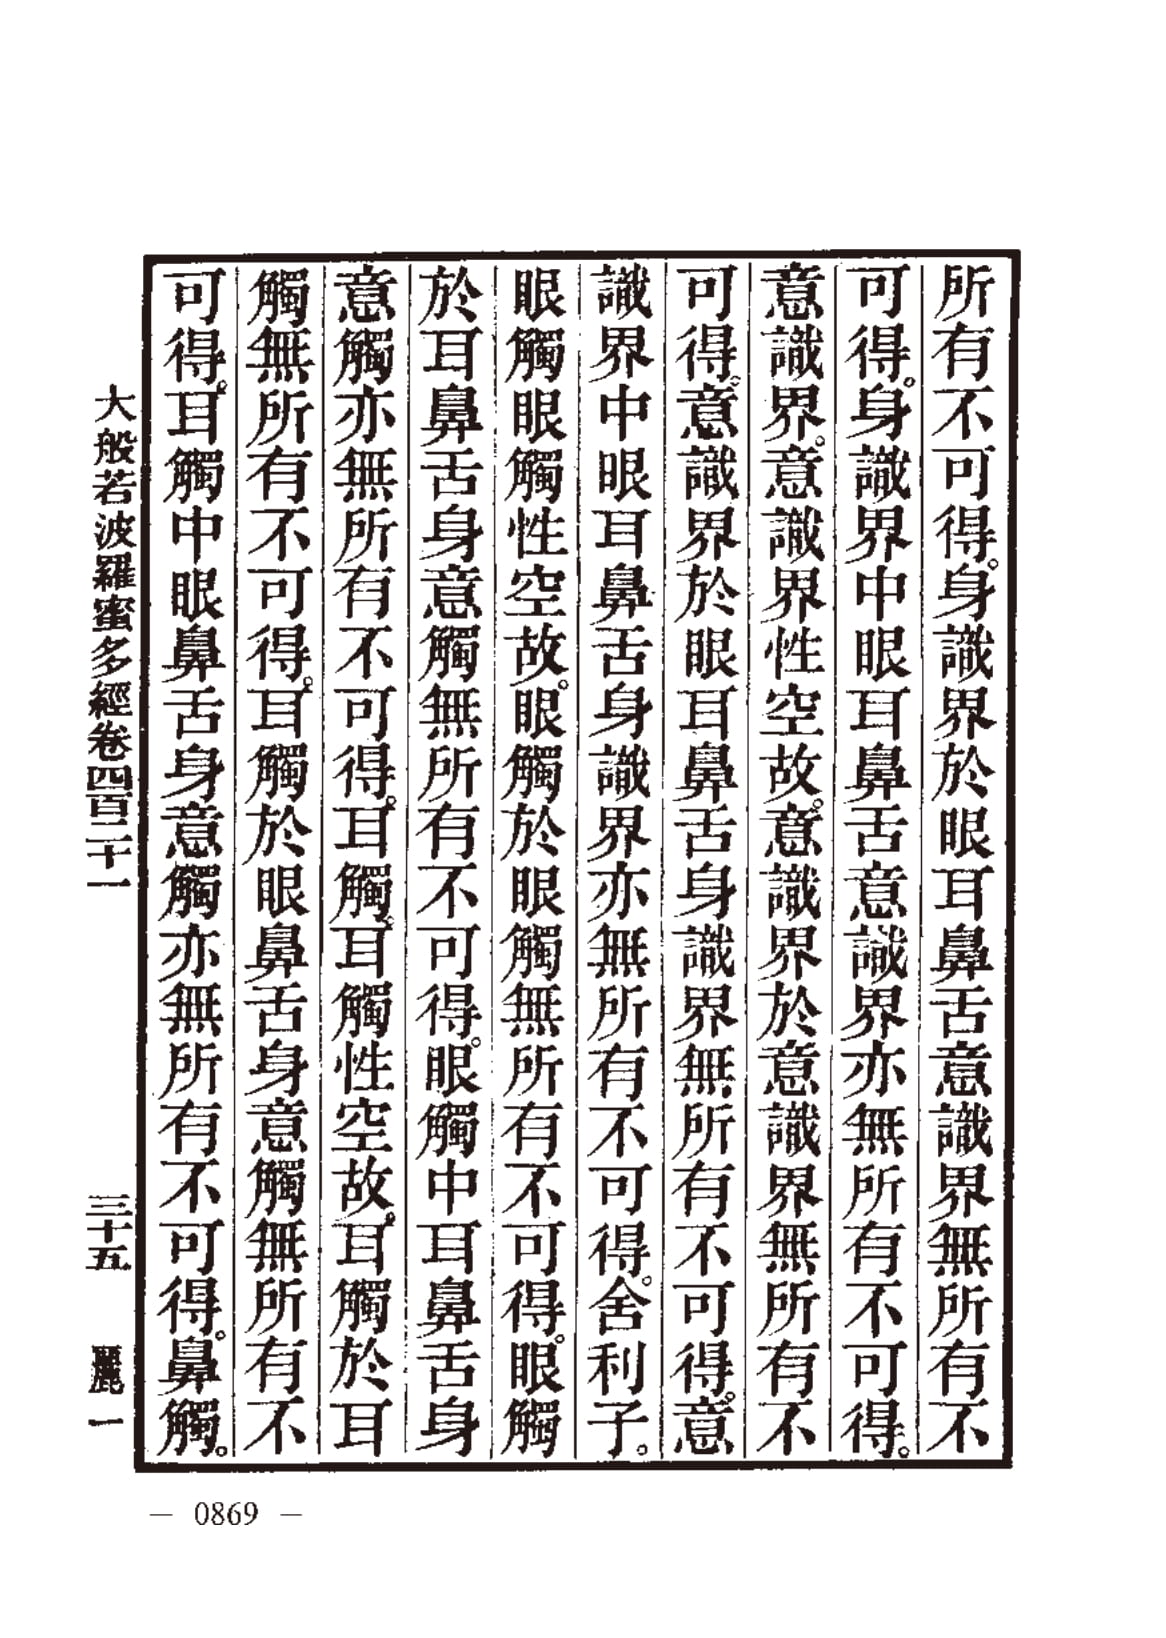 所有不可得。身識界於眼耳鼻舌意識界無所有不
可得。身識界中眼耳鼻舌意識界亦無所有不可得。
意識界。意識界性空故。意識界於意識界無所有不
可得。意識界於眼耳鼻舌身識界無所有不可得。意
識界中眼耳鼻舌身識界亦無所有不可得。舍利子。
眼觸眼觸性空故。眼觸於眼觸無所有不可得。眼觸
於耳鼻舌身意觸無所有不可得。眼觸中耳鼻舌身
意觸亦無所有不可得。耳觸。耳觸性空故。耳觸於耳
觸無所有不可得。耳觸於眼鼻舌身意觸無所有不
可得。耳觸中眼鼻舌身意觸亦無所有不可得。鼻觸。
大般若波羅蜜多經卷四百二十一 三十五 麗一
— 0869 —